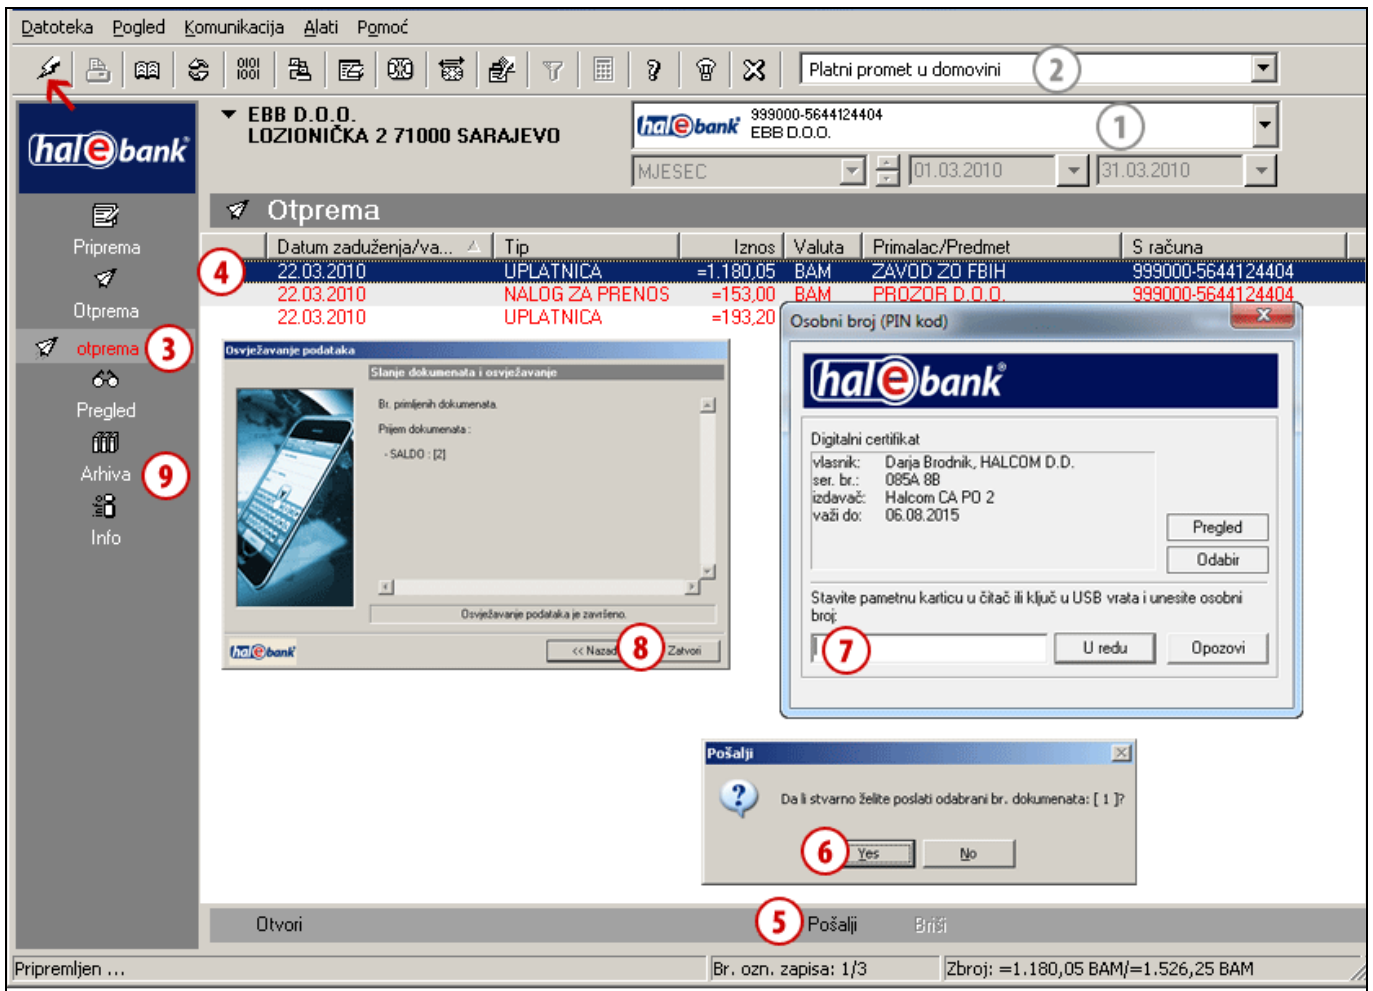 Datoteka Pogled Komunikacija Alati Pomoć
Platni promet u domovini 2
EBB D.O.O.
LOZIONIČKA 2 71000 SARAJEVO
halebank
999000-5644124404
EBB D.O.O.
1
MJESEC 01.03.2010 31.03.2010
halebank
Otprema
Datum zaduženja/va... Tip Iznos Valuta Primalac/Predmet S računa
4 22.03.2010 UPLATNICA =1.180,05 BAM ZAVOD ZO FBIH 999000-5644124404
22.03.2010 NALOG ZA PRENOS =153,00 BAM PROZOR D.O.O. 999000-5644124404
22.03.2010 UPLATNICA =193,20
Priprema
Otprema
otprema 3
Pregled
Arhiva 9
Info
Osvježavanje podataka
Slanje dokumenata i osvježavanje
Br. primljenih dokumenata.
Prijem dokumenata :
- SALDO : [2]
Osvježavanje podataka je završeno.
halebank
<< Nazad 8 Zatvori
Osobni broj (PIN kod)
halebank
Digitalni certifikat
vlasnik: Darja Brodnik, HALCOM D.D.
ser. br.: 085A 8B
izdavač: Halcom CA PO 2
važi do: 06.08.2015
Pregled
Odabir
Stavite pametnu karticu u čitač ili ključ u USB vrata i unesite osobni
broj:
7 U redu Opozovi
Pošalji
Da li stvarno želite poslati odabrani br. dokumenata: [ 1 ]?
6 Yes No
Otvori 5 Pošalji Briši
Pripremljen ... Br. ozn. zapisa: 1/3 Zbroj: =1.180,05 BAM/=1.526,25 BAM